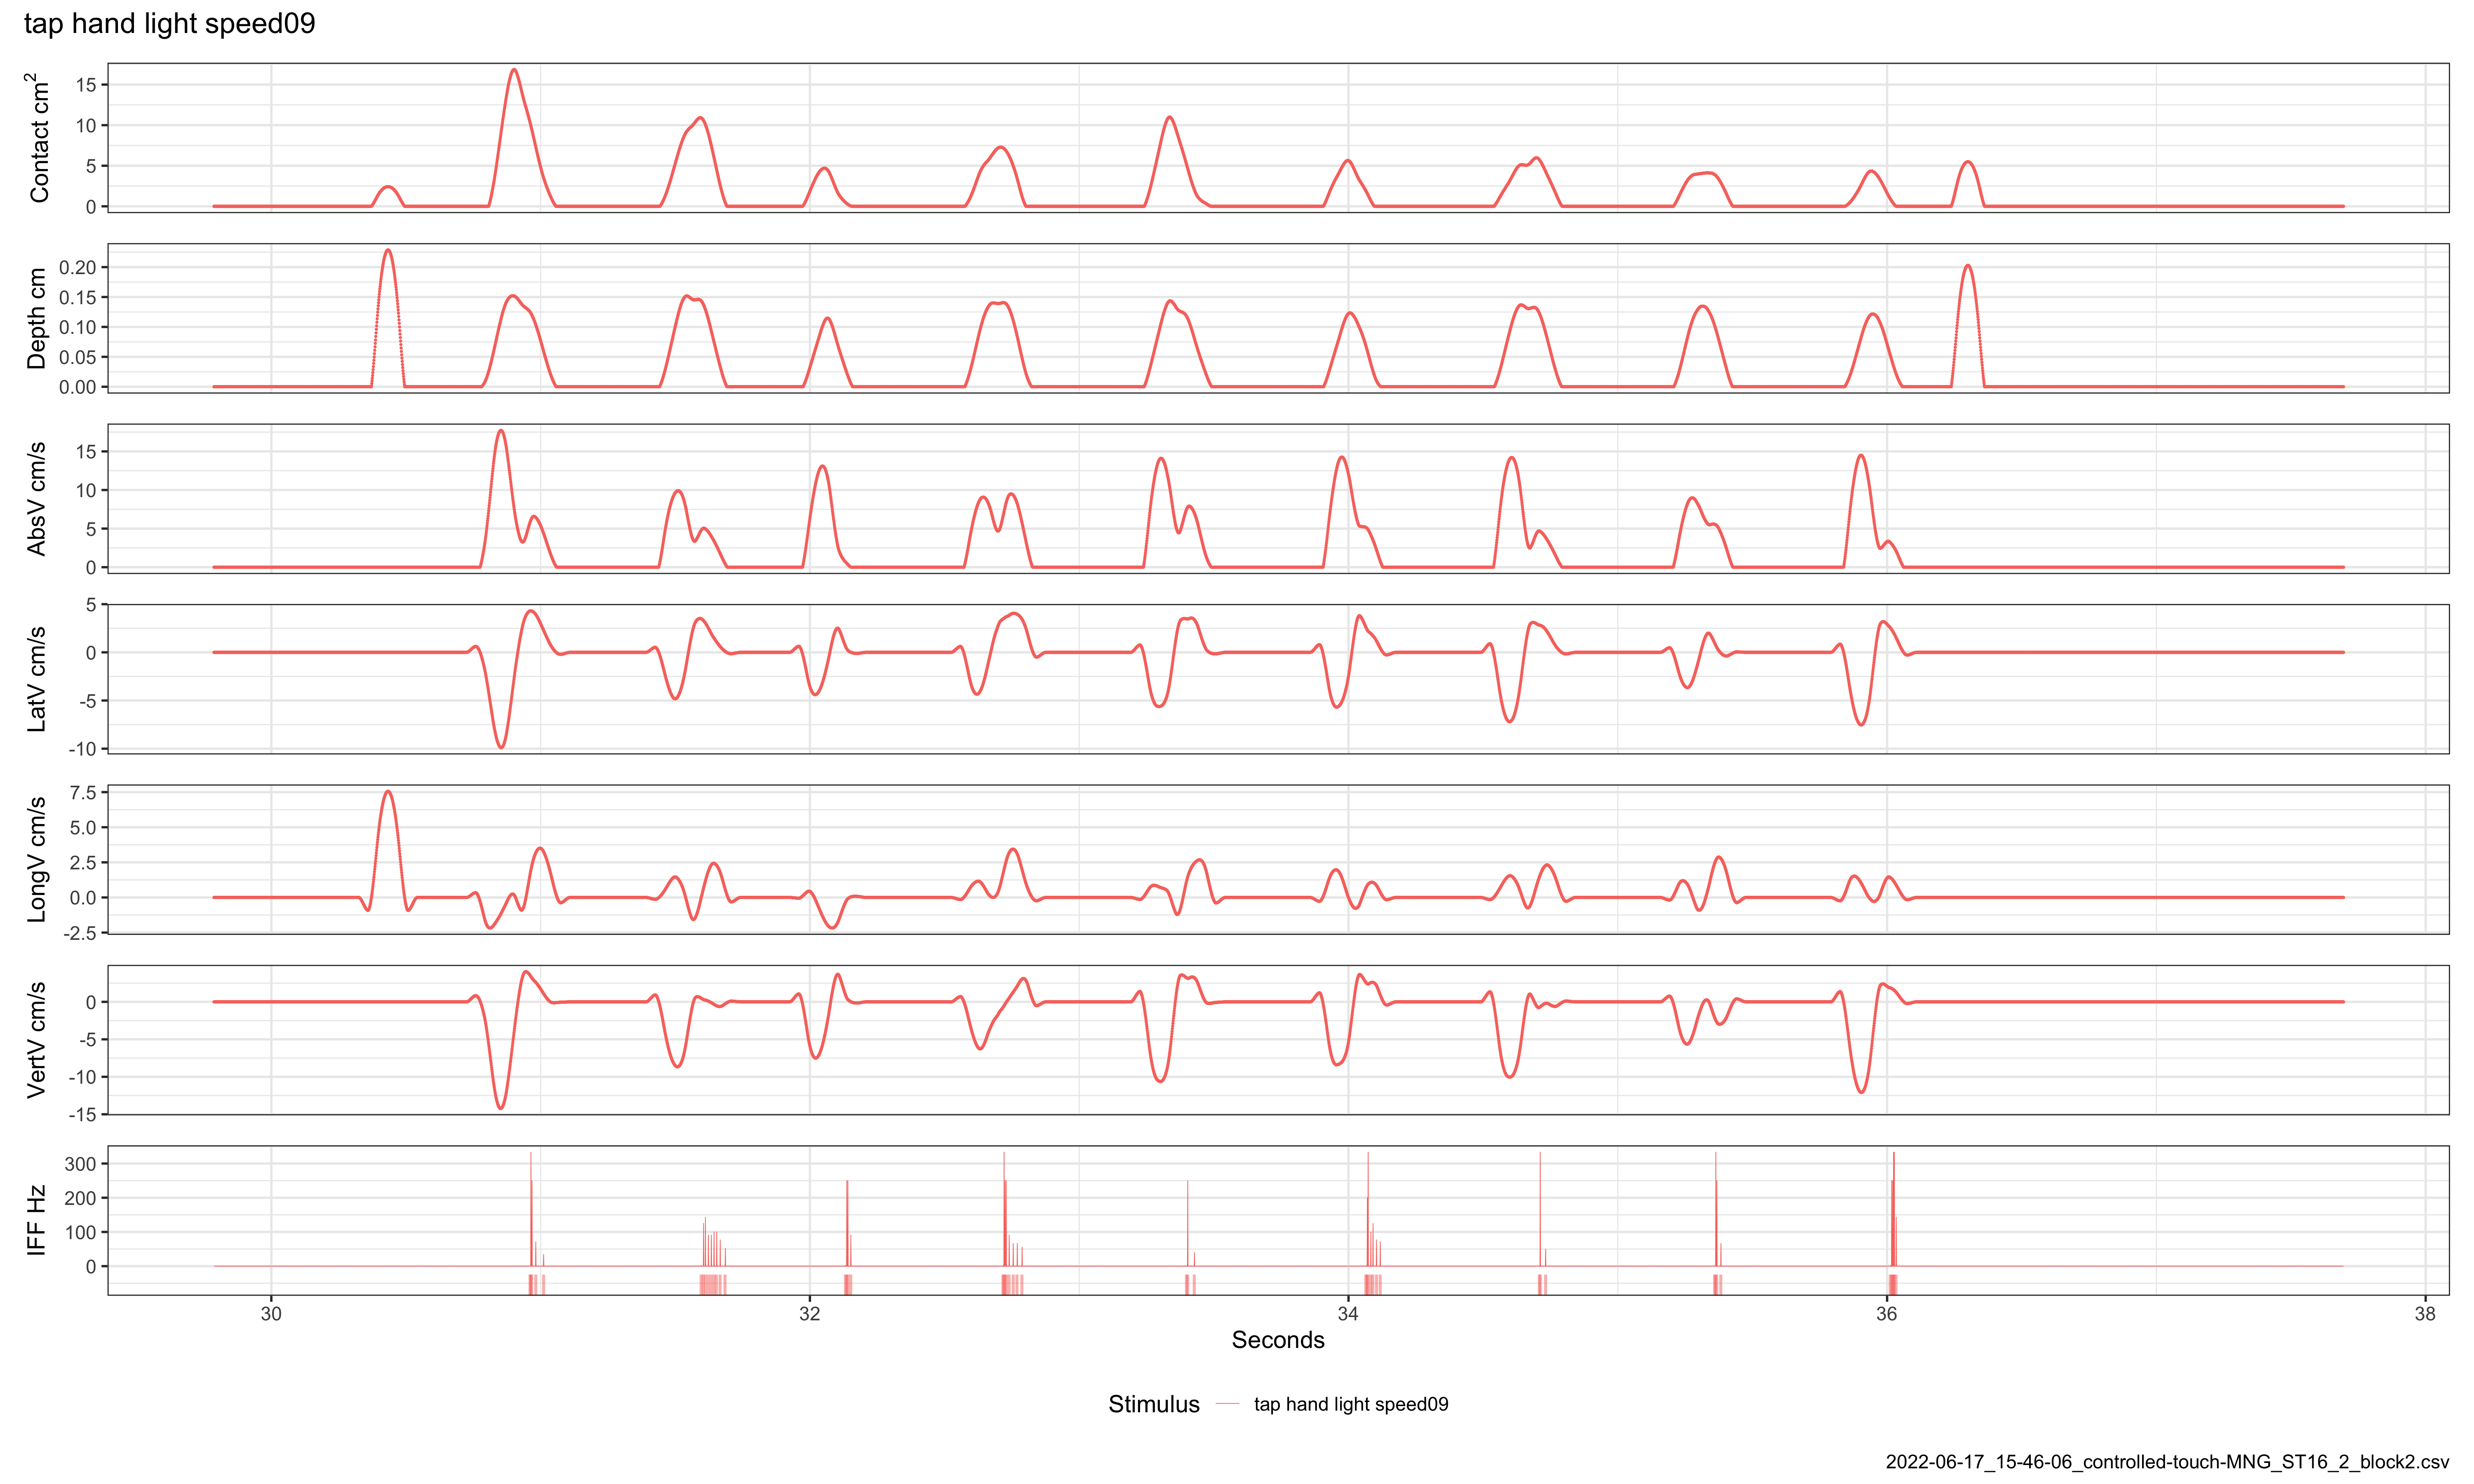 tap hand light speed09
Contact cm²
15
10
5
0
Depth cm
0.20
0.15
0.10
0.05
0.00
AbsV cm/s
15
10
5
0
LatV cm/s
5
0
-5
-10
LongV cm/s
7.5
5.0
2.5
0.0
-2.5
VertV cm/s
0
-5
-10
-15
IFF Hz
300
200
100
0
30 32 34 36 38
Seconds
Stimulus tap hand light speed09
2022-06-17_15-46-06_controlled-touch-MNG_ST16_2_block2.csv